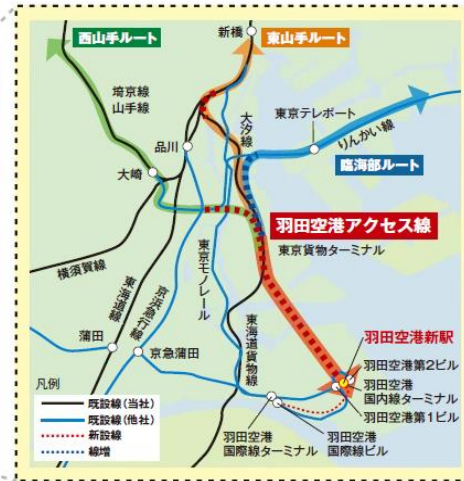 西山手ルート
新橋
東山手ルート
埼京線
山手線
大汐線
東京テレポート
りんかい線
品川
臨海部ルート
大崎
羽田空港アクセス線
東京貨物ターミナル
横須賀線
東海道線
京浜急行線
東京モノレール
東海道貨物線
蒲田
京急蒲田
羽田空港新駅
羽田空港第2ビル
羽田空港
国内線ターミナル
羽田空港第1ビル
凡例
既設線(当社)
既設線(他社)
新設線
線増
羽田空港
国際線ターミナル
羽田空港
国際線ビル